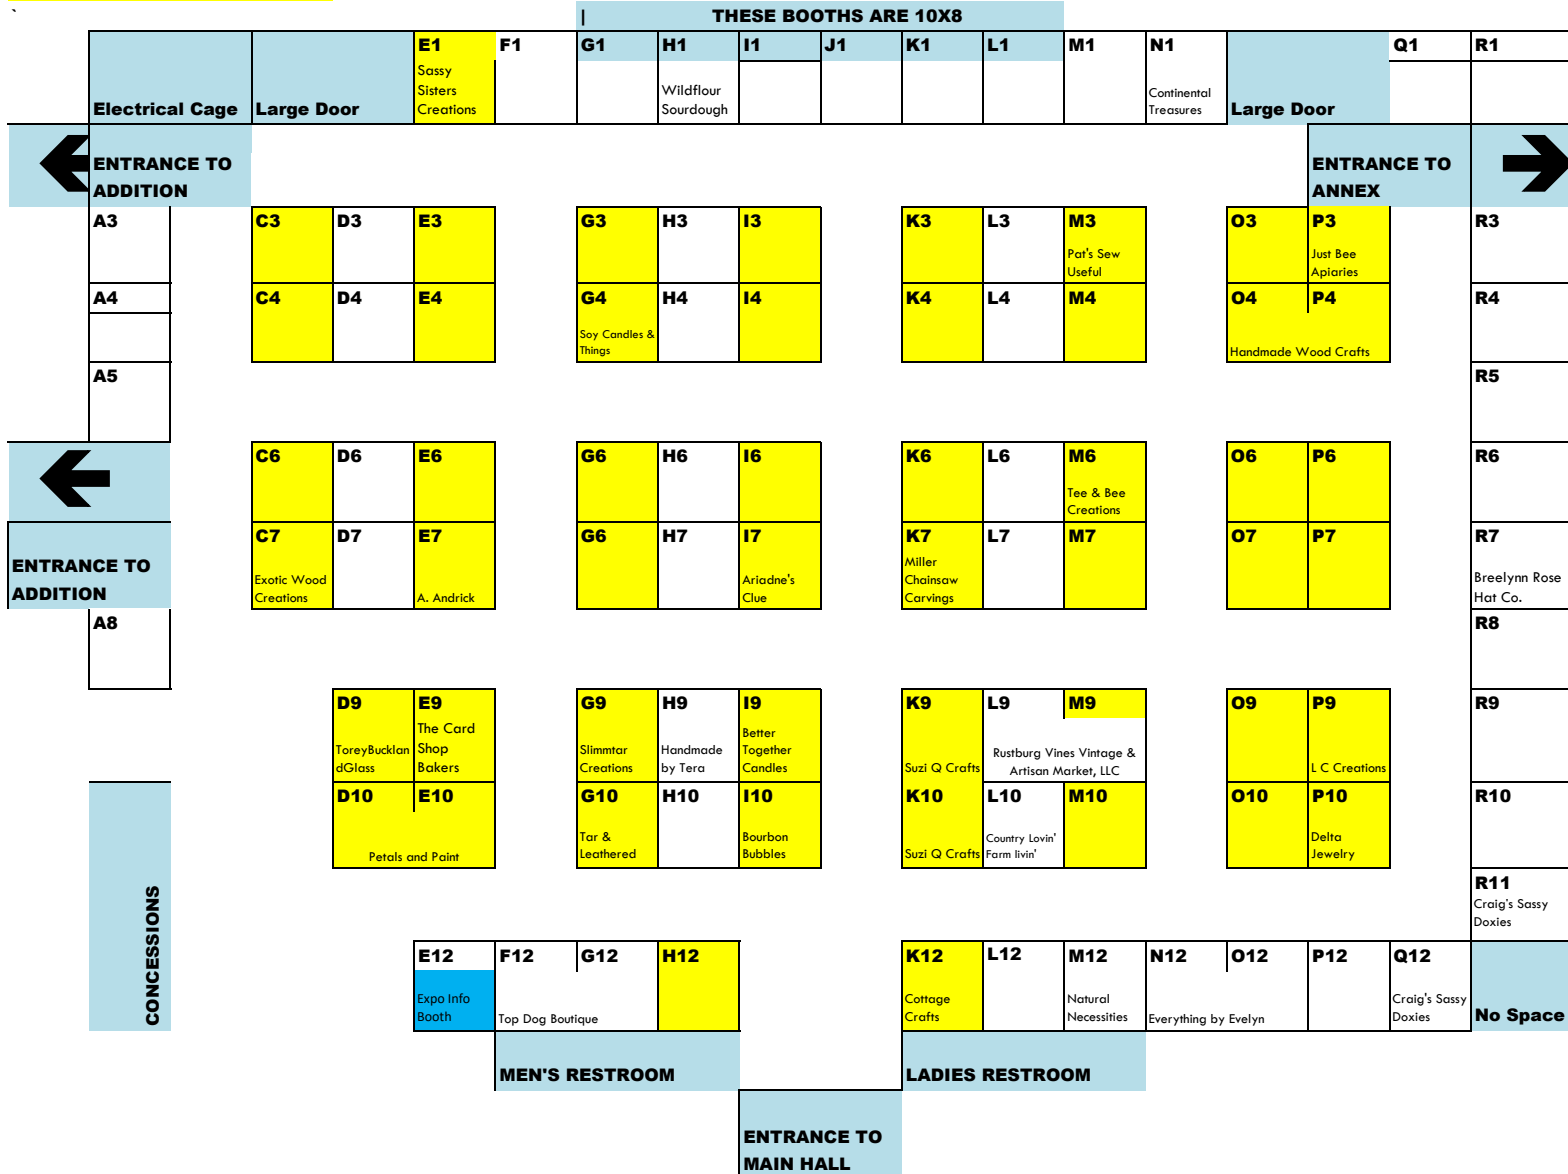 `
| THESE BOOTHS ARE 10X8
E1 F1 G1 H1 I1 J1 K1 L1 M1 N1 Q1 R1
Sassy
Sisters
Creations
Wildflour
Sourdough
Continental
Treasures
Electrical Cage Large Door Large Door
ENTRANCE TO
ADDITION
ENTRANCE TO
ANNEX
A3 C3 D3 E3 G3 H3 I3 K3 L3 M3 O3 P3 R3
Pat's Sew
Useful
Just Bee
Apiaries
A4 C4 D4 E4 G4 H4 I4 K4 L4 M4 O4 P4 R4
Soy Candles &
Things
Handmade Wood Crafts
A5 R5
C6 D6 E6 G6 H6 I6 K6 L6 M6 O6 P6 R6
Tee & Bee
Creations
C7 D7 E7 G6 H7 I7 K7 L7 M7 O7 P7 R7
ENTRANCE TO
ADDITION
Exotic Wood
Creations
A. Andrick
Ariadne's
Clue
Miller
Chainsaw
Carvings
Breelynn Rose
Hat Co.
A8 R8
D9 E9 G9 H9 I9 K9 L9 M9 O9 P9 R9
ToreyBucklan
dGlass
The Card
Shop
Bakers
Slimmtar
Creations
Handmade
by Tera
Better
Together
Candles
Suzi Q Crafts
Rustburg Vines Vintage &
Artisan Market, LLC
L C Creations
D10 E10 G10 H10 I10 K10 L10 M10 O10 P10 R10
Petals and Paint
Tar &
Leathered
Bourbon
Bubbles
Suzi Q Crafts
Country Lovin'
Farm livin'
Delta
Jewelry
R11
Craig's Sassy
Doxies
CONCESSIONS
E12 F12 G12 H12 K12 L12 M12 N12 O12 P12 Q12
Expo Info
Booth
Top Dog Boutique
Cottage
Crafts
Natural
Necessities
Everything by Evelyn
Craig's Sassy
Doxies
No Space
MEN'S RESTROOM LADIES RESTROOM
ENTRANCE TO
MAIN HALL